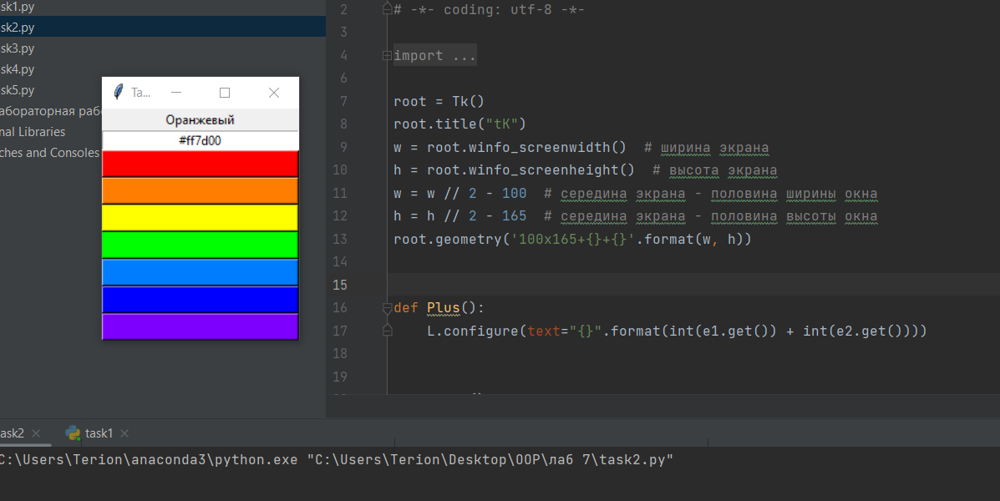 sk1.py
sk2.py
sk3.py
sk4.py
sk5.py
абораторная раб
nal Libraries
ches and Consoles
Ta...
Оранжевый
#ff7d00
2 # -*- coding: utf-8 -*-
3
4 import ...
6
7 root = Tk()
8 root.title("tK")
9 w = root.winfo_screenwidth()  # ширина экрана
10 h = root.winfo_screenheight()  # высота экрана
11 w = w // 2 - 100  # середина экрана - половина ширины окна
12 h = h // 2 - 165  # середина экрана - половина высоты окна
13 root.geometry('100x165+{}+{}'.format(w, h))
14
15
16 def Plus():
17     L.configure(text="{}".format(int(e1.get()) + int(e2.get())))
18
19
ask2
task1
C:\Users\Terion\anaconda3\python.exe "C:\Users\Terion\Desktop\OOP\лаб 7\task2.py"